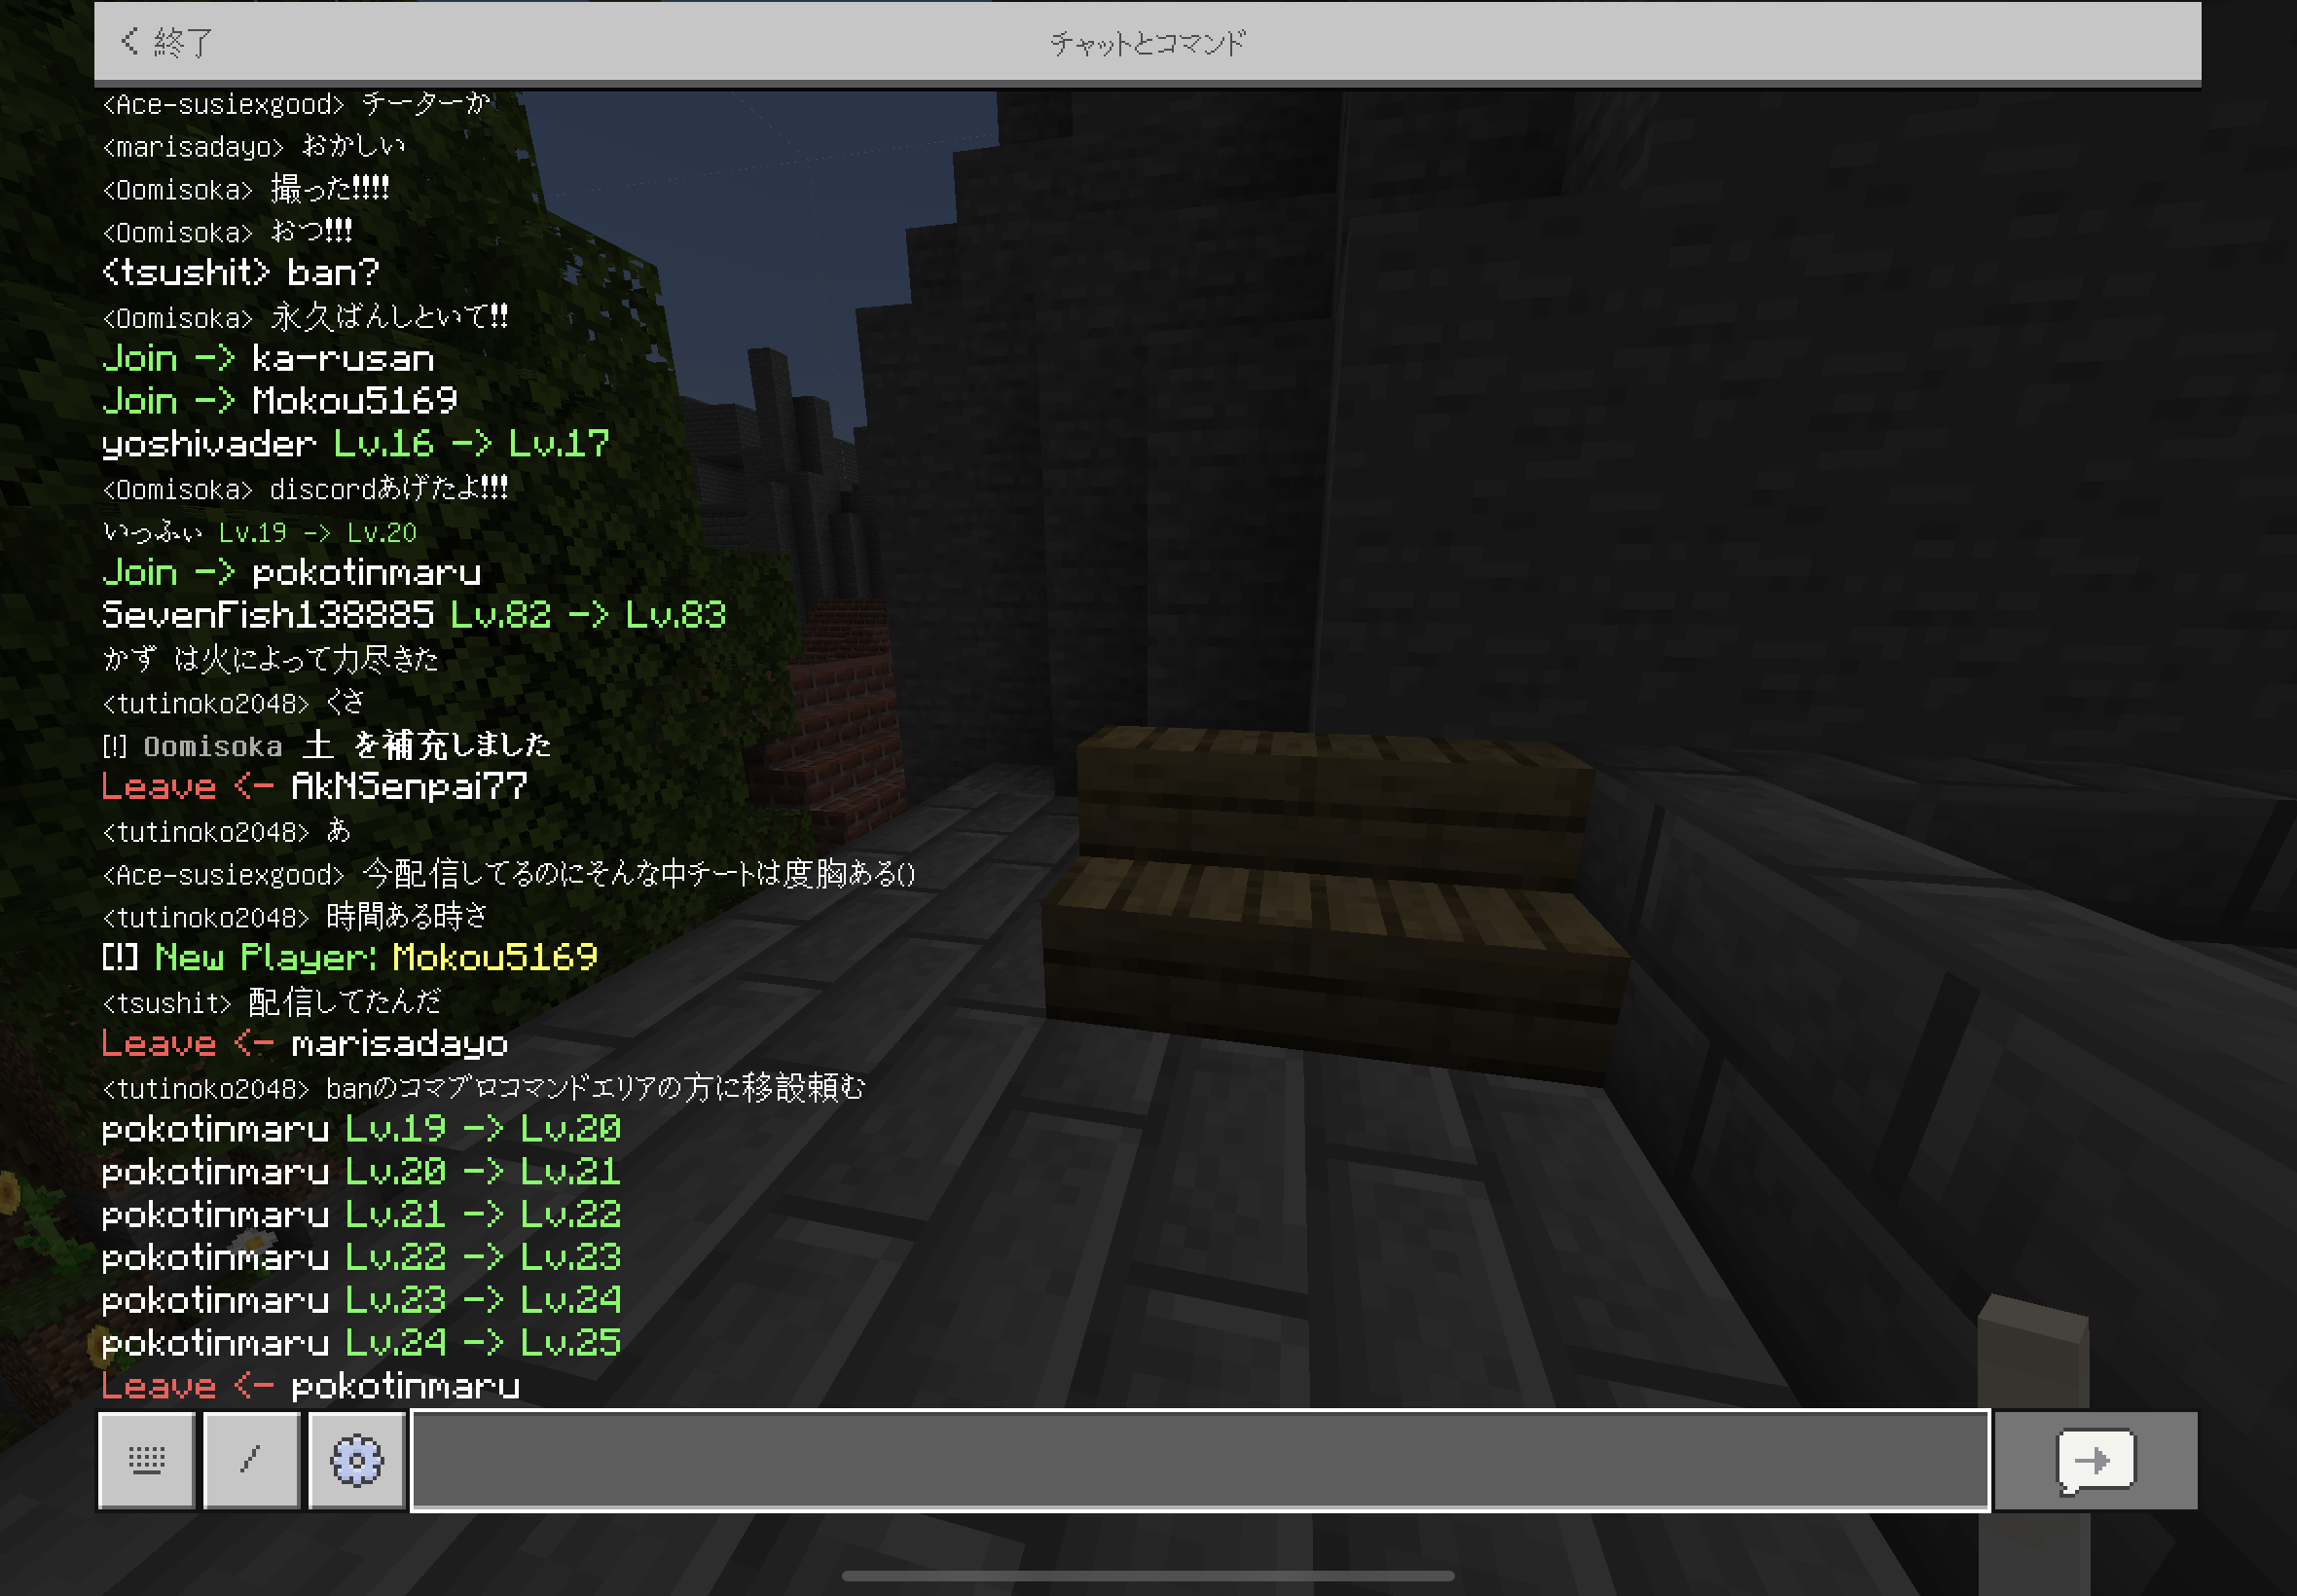 終了
チャットとコマンド
<Ace-susiexgood> チーターか
<marisadayo> おかしい
<Oomisoka> 撮った!!!!
<Oomisoka> おつ!!!
<tsushit> ban?
<Oomisoka> 永久ばんしといて!!
Join -> ka-rusan
Join -> Mokou5169
yoshivader Lv.16 -> Lv.17
<Oomisoka> discordあげたよ!!!
いっふぃ Lv.19 -> Lv.20
Join -> pokotinmaru
SevenFish138885 Lv.82 -> Lv.83
かず は火によって力尽きた
<tutinoko2048> くさ
[!] Oomisoka 土 を補充しました
Leave <- AkNSenpai77
<tutinoko2048> あ
<Ace-susiexgood> 今配信してるのにそんな中チートは度胸ある()
<tutinoko2048> 時間ある時さ
[!] New Player: Mokou5169
<tsushit> 配信してたんだ
Leave <- marisadayo
<tutinoko2048> banのコマブロコマンドエリアの方に移設頼む
pokotinmaru Lv.19 -> Lv.20
pokotinmaru Lv.20 -> Lv.21
pokotinmaru Lv.21 -> Lv.22
pokotinmaru Lv.22 -> Lv.23
pokotinmaru Lv.23 -> Lv.24
pokotinmaru Lv.24 -> Lv.25
Leave <- pokotinmaru
/